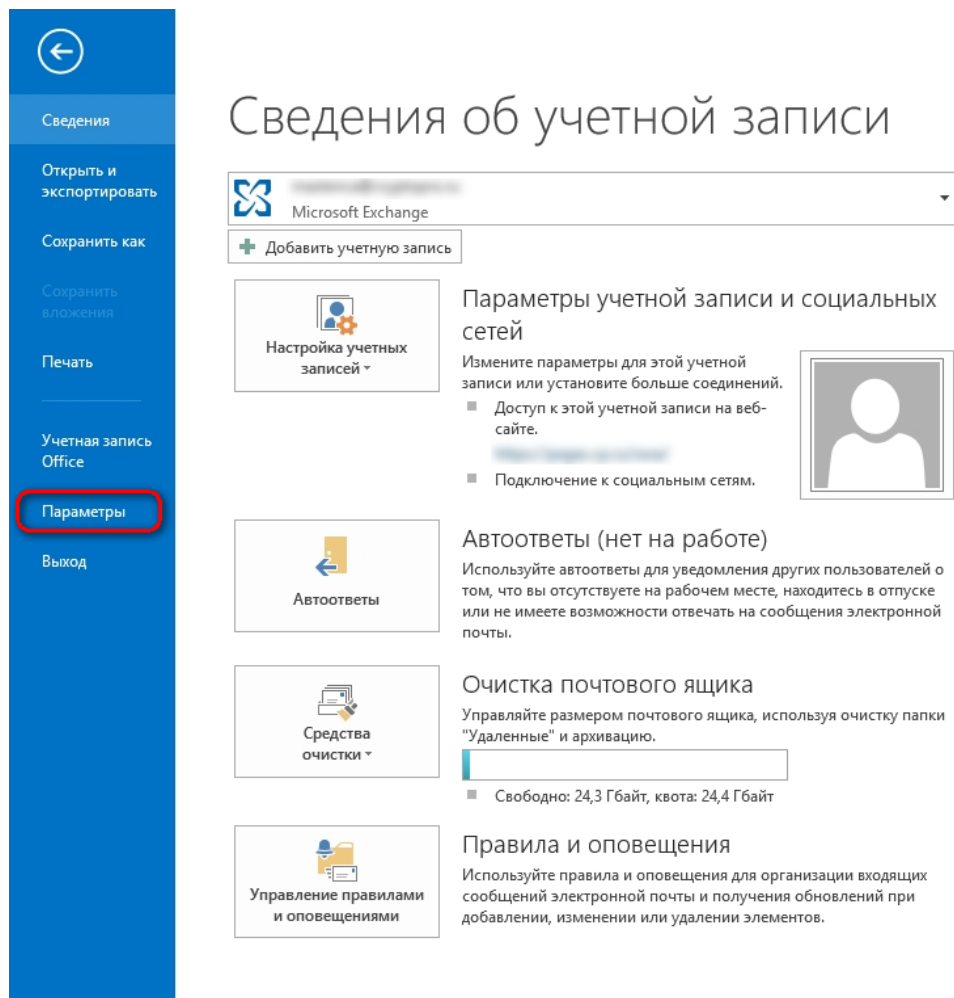 Сведения
Открыть и
экспортировать
Сохранить как
Сохранить
вложения
Печать
Учетная запись
Office
Параметры
Выход
Сведения об учетной записи
Microsoft Exchange
Добавить учетную запись
Настройка учетных
записей
Параметры учетной записи и социальных
сетей
Измените параметры для этой учетной
записи или установите больше соединений.
Доступ к этой учетной записи на веб-
сайте.
Подключение к социальным сетям.
Автоответы
Автоответы (нет на работе)
Используйте автоответы для уведомления других пользователей о
том, что вы отсутствуете на рабочем месте, находитесь в отпуске
или не имеете возможности отвечать на сообщения электронной
почты.
Средства
очистки
Очистка почтового ящика
Управляйте размером почтового ящика, используя очистку папки
"Удаленные" и архивацию.
Свободно: 24,3 Гбайт, квота: 24,4 Гбайт
Управление правилами
и оповещениями
Правила и оповещения
Используйте правила и оповещения для организации входящих
сообщений электронной почты и получения обновлений при
добавлении, изменении или удалении элементов.